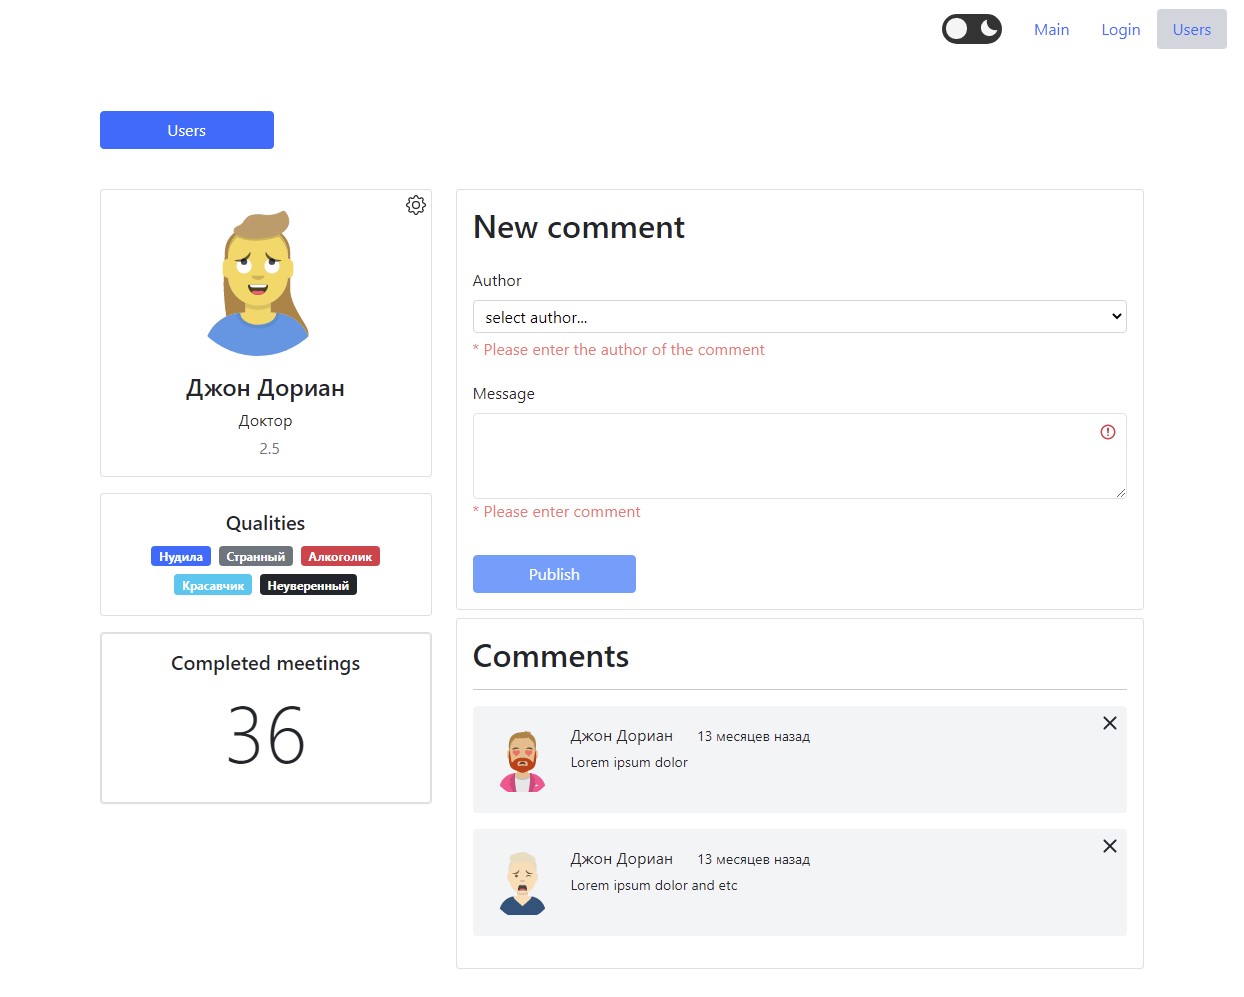 Main
Login
Users
Users
Джон Дориан
Доктор
2.5
Qualities
Нудила
Странный
Алкоголик
Красавчик
Неуверенный
Completed meetings
36
New comment
Author
select author...
* Please enter the author of the comment
Message
* Please enter comment
Publish
Comments
Джон Дориан 13 месяцев назад
Lorem ipsum dolor
Джон Дориан 13 месяцев назад
Lorem ipsum dolor and etc